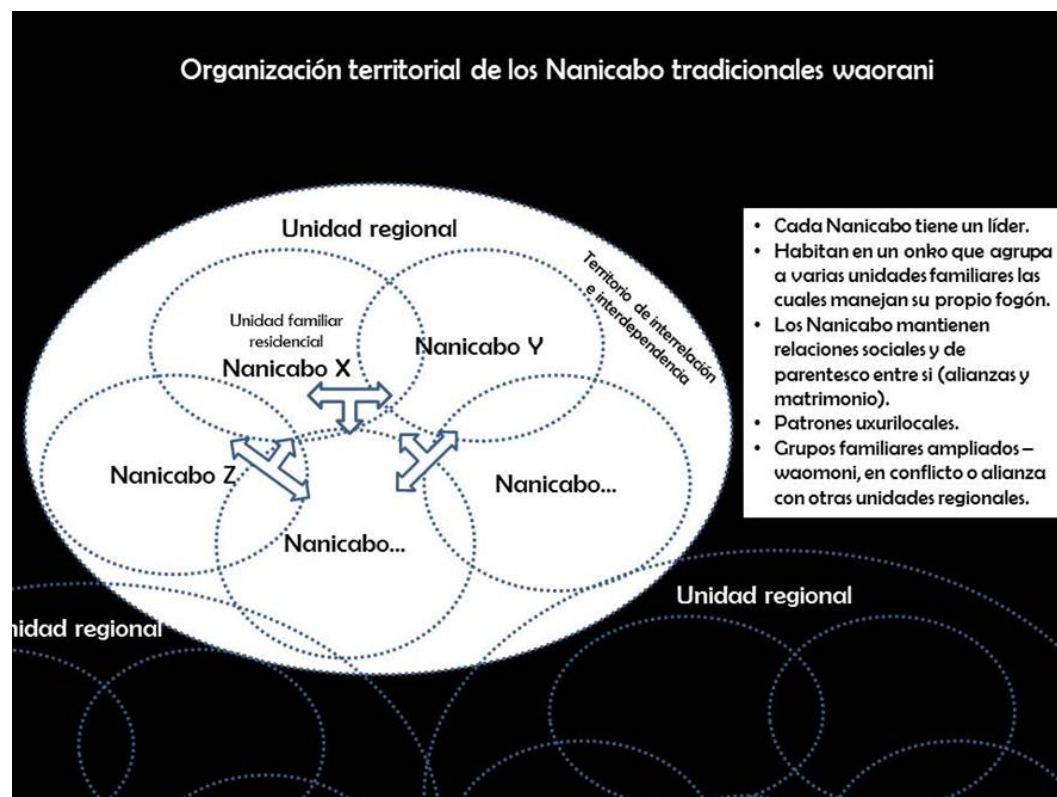 Organización territorial de los Nanicabo tradicionales waorani
Unidad regional
Territorio de interrelación
e interdependencia
Unidad familiar
residencial
Nanicabo X
Nanicabo Y
Nanicabo Z
Nanicabo...
Nanicabo...
• Cada Nanicabo tiene un líder.
• Habitan en un onko que agrupa
a varias unidades familiares las
cuales manejan su propio fogón.
• Los Nanicabo mantienen
relaciones sociales y de
parentesco entre si (alianzas y
matrimonio).
• Patrones uxurilocales.
• Grupos familiares ampliados –
waomoni, en conflicto o alianza
con otras unidades regionales.
Unidad regional
nidad regional